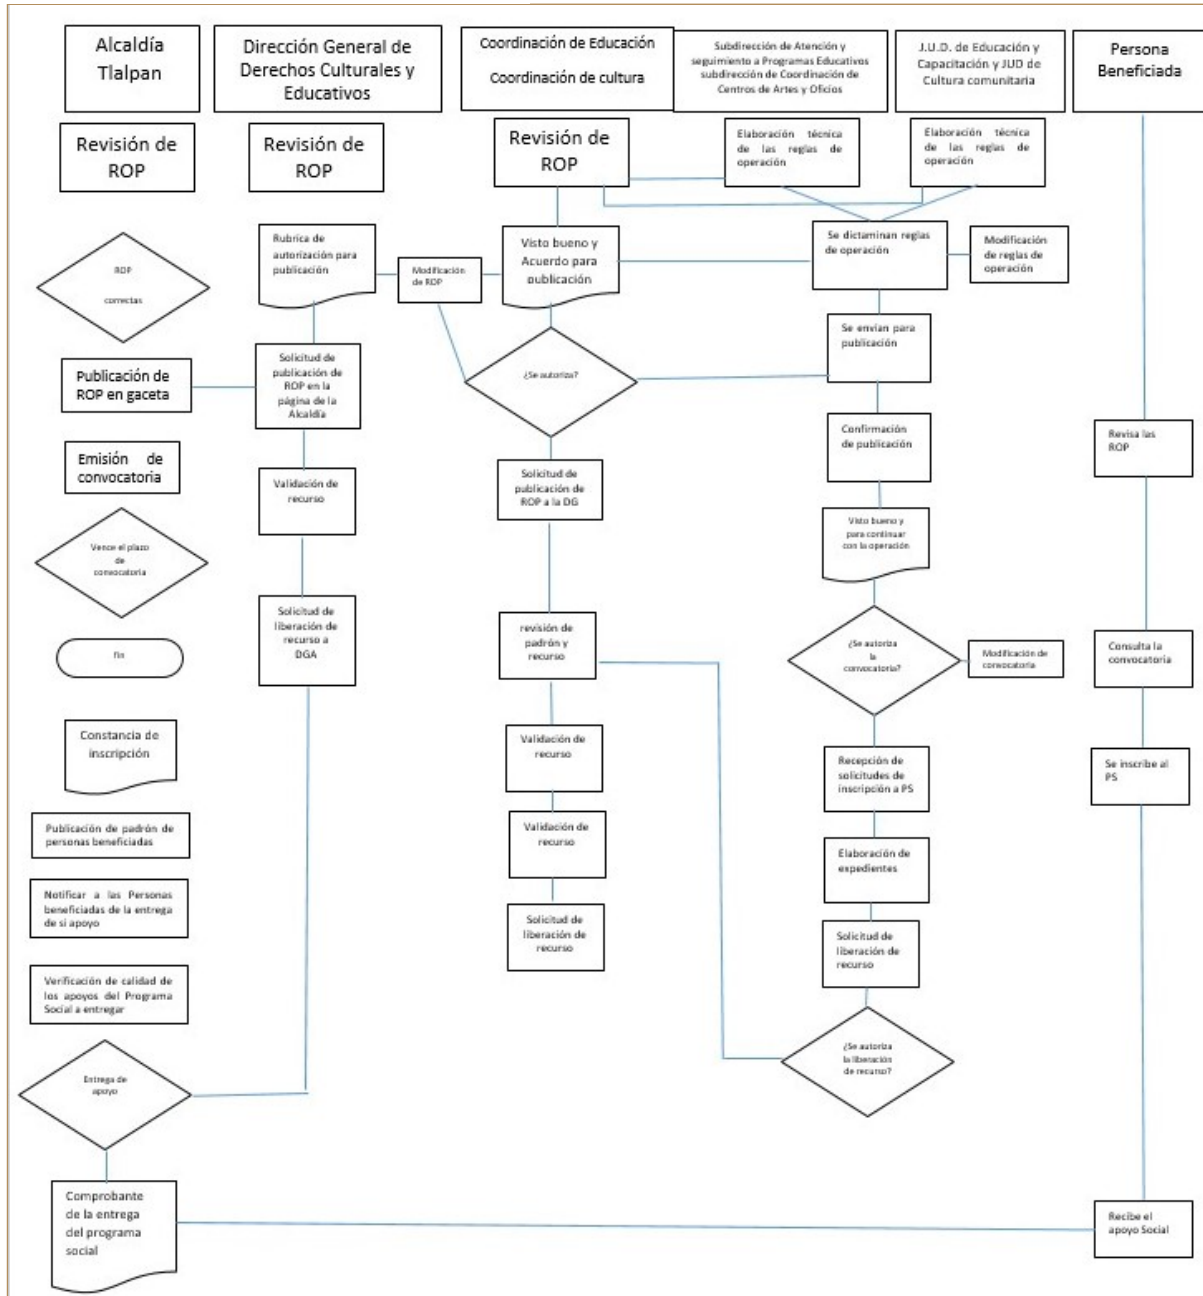 Alcaldía
Tlalpan
Dirección General de
Derechos Culturales y
Educativos
Coordinación de Educación
Coordinación de cultura
Subdirección de Atención y
seguimiento a Programas Educativos
subdirección de Coordinación de
Centros de Artes y Oficios
J.U.D. de Educación y
Capacitación y JUD de
Cultura comunitaria
Persona
Beneficiada
Revisión de
ROP
Revisión de
ROP
Revisión de
ROP
Elaboración técnica
de las reglas de
operación
Elaboración técnica
de las reglas de
operación
ROP
correctas
Rubrica de
autorización para
publicación
Modificación
de ROP
Visto bueno y
Acuerdo para
publicación
Se dictaminan reglas
de operación
Modificación
de reglas de
operación
Publicación de
ROP en gaceta
Solicitud de
publicación de
ROP en la
página de la
Alcaldía
¿Se autoriza?
Se envían para
publicación
Emisión de
convocatoria
Validación de
recurso
Solicitud de
publicación de
ROP a la DG
Confirmación
de publicación
Revisa las
ROP
Vence el plazo
de
convocatoria
Visto bueno y
para continuar
con la operación
fin
Solicitud de
liberación de
recurso a
DGA
revisión de
padrón y
recurso
¿Se autoriza
la
convocatoria?
Modificación de
convocatoria
Consulta la
convocatoria
Constancia de
inscripción
Validación de
recurso
Recepción de
solicitudes de
inscripción a PS
Se inscribe al
PS
Publicación de padrón de
personas beneficiadas
Validación de
recurso
Elaboración de
expedientes
Notificar a las Personas
beneficiadas de la entrega
de si apoyo
Solicitud de
liberación de
recurso
Solicitud de
liberación de
recurso
Verificación de calidad de
los apoyos del Programa
Social a entregar
¿Se autoriza
la liberación
de recurso?
Entrega de
apoyo
Comprobante
de la entrega
del programa
social
Recibe el
apoyo Social